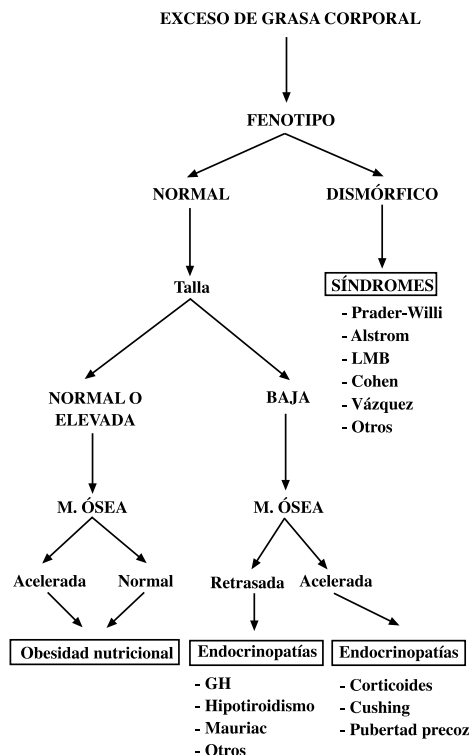 EXCESO DE GRASA CORPORAL
FENOTIPO
NORMAL
DISMÓRFICO
Talla
SÍNDROMES
- Prader-Willi
- Alstrom
- LMB
- Cohen
- Vázquez
- Otros
NORMAL O
ELEVADA
BAJA
M. ÓSEA
M. ÓSEA
Acelerada
Normal
Retrasada
Acelerada
Obesidad nutricional
Endocrinopatías
- GH
- Hipotiroidismo
- Mauriac
- Otros
Endocrinopatías
- Corticoides
- Cushing
- Pubertad precoz